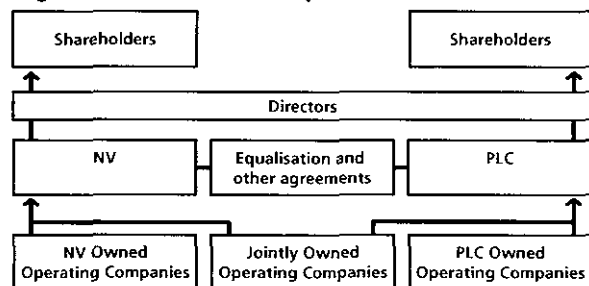 Shareholders Shareholders
Directors
NV Equalisation and PLC
other agreements
NV Owned Jointly Owned PLC Owned
Operating Companies Operating Companies Operating Companies